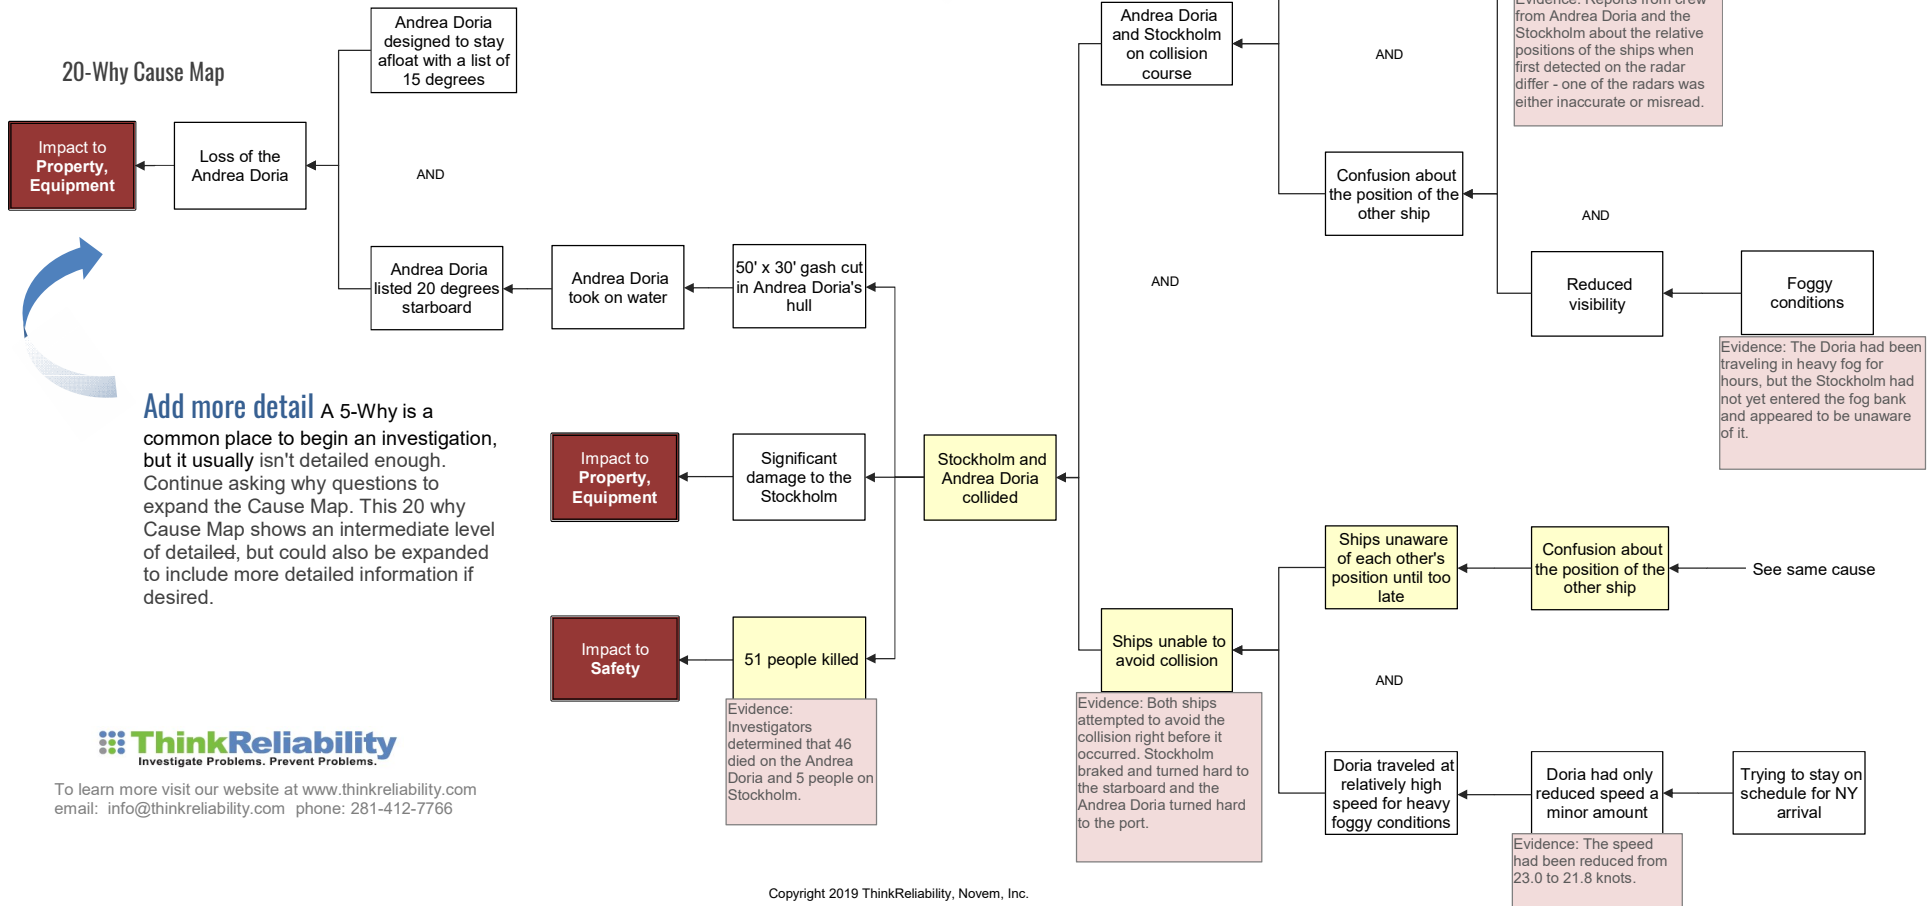 20-Why Cause Map
Impact to
Property,
Equipment
Loss of the
Andrea Doria
Andrea Doria
designed to stay
afloat with a list of
15 degrees
AND
Andrea Doria
listed 20 degrees
starboard
Andrea Doria
took on water
50' x 30' gash cut
in Andrea Doria's
hull
Add more detail A 5-Why is a
common place to begin an investigation,
but it usually isn't detailed enough.
Continue asking why questions to
expand the Cause Map. This 20 why
Cause Map shows an intermediate level
of detailed, but could also be expanded
to include more detailed information if
desired.
Impact to
Property,
Equipment
Significant
damage to the
Stockholm
Stockholm and
Andrea Doria
collided
Impact to
Safety
51 people killed
Evidence:
Investigators
determined that 46
died on the Andrea
Doria and 5 people on
Stockholm.
Andrea Doria
and Stockholm
on collision
course
AND
AND
Evidence: Reports from crew
from Andrea Doria and the
Stockholm about the relative
positions of the ships when
first detected on the radar
differ - one of the radars was
either inaccurate or misread.
Confusion about
the position of the
other ship
AND
Reduced
visibility
Foggy
conditions
Evidence: The Doria had been
traveling in heavy fog for
hours, but the Stockholm had
not yet entered the fog bank
and appeared to be unaware
of it.
Ships unable to
avoid collision
Evidence: Both ships
attempted to avoid the
collision right before it
occurred. Stockholm
braked and turned hard to
the starboard and the
Andrea Doria turned hard
to the port.
Ships unaware
of each other's
position until too
late
Confusion about
the position of the
other ship
See same cause
AND
Doria traveled at
relatively high
speed for heavy
foggy conditions
Doria had only
reduced speed a
minor amount
Evidence: The speed
had been reduced from
23.0 to 21.8 knots.
Trying to stay on
schedule for NY
arrival
ThinkReliability
Investigate Problems. Prevent Problems.
To learn more visit our website at www.thinkreliability.com
email: info@thinkreliability.com phone: 281-412-7766
Copyright 2019 ThinkReliability, Novem, Inc.